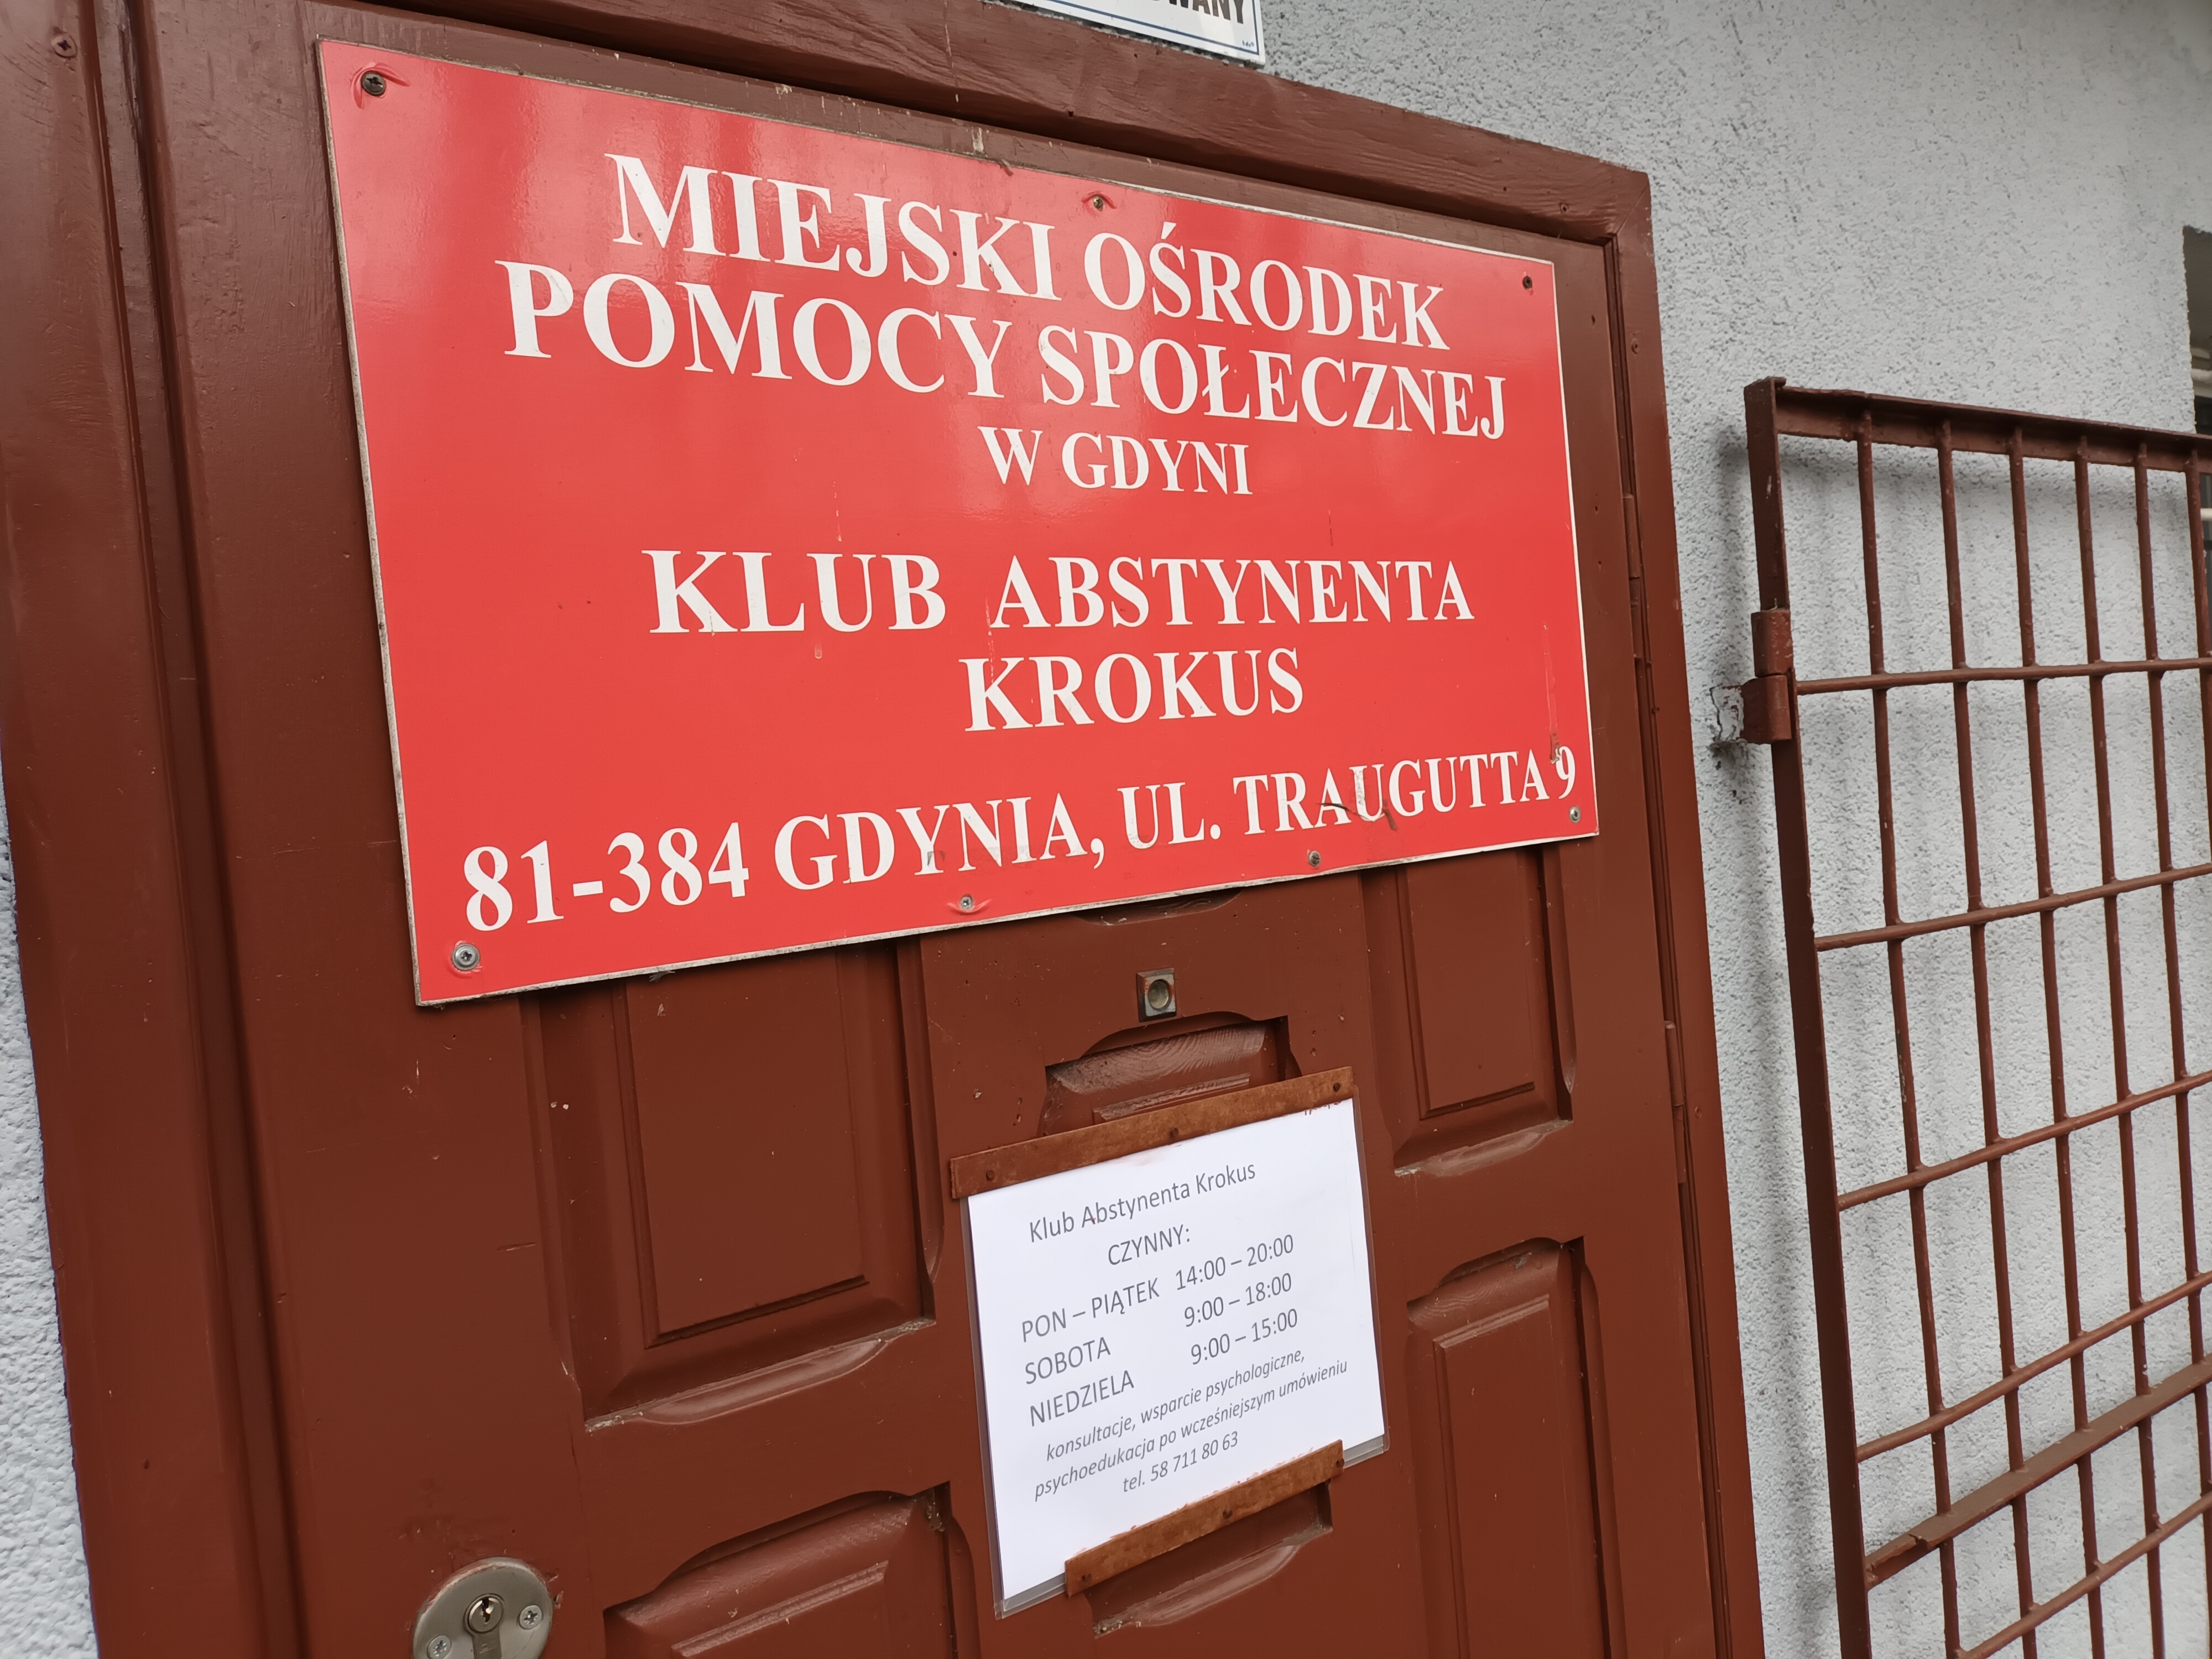 MIEJSKI OŚRODEK
POMOCY SPOŁECZNEJ
W GDYNI
KLUB ABSTYNENTA
KROKUS
81-384 GDYNIA, UL. TRAUGUTTA 9
Klub Abstynenta Krokus
CZYNNY:
PON – PIĄTEK 14:00 – 20:00
SOBOTA 9:00 – 18:00
NIEDZIELA 9:00 – 15:00
konsultacje, wsparcie psychologiczne,
psychoedukacja po wcześniejszym umówieniu
tel. 58 711 80 63